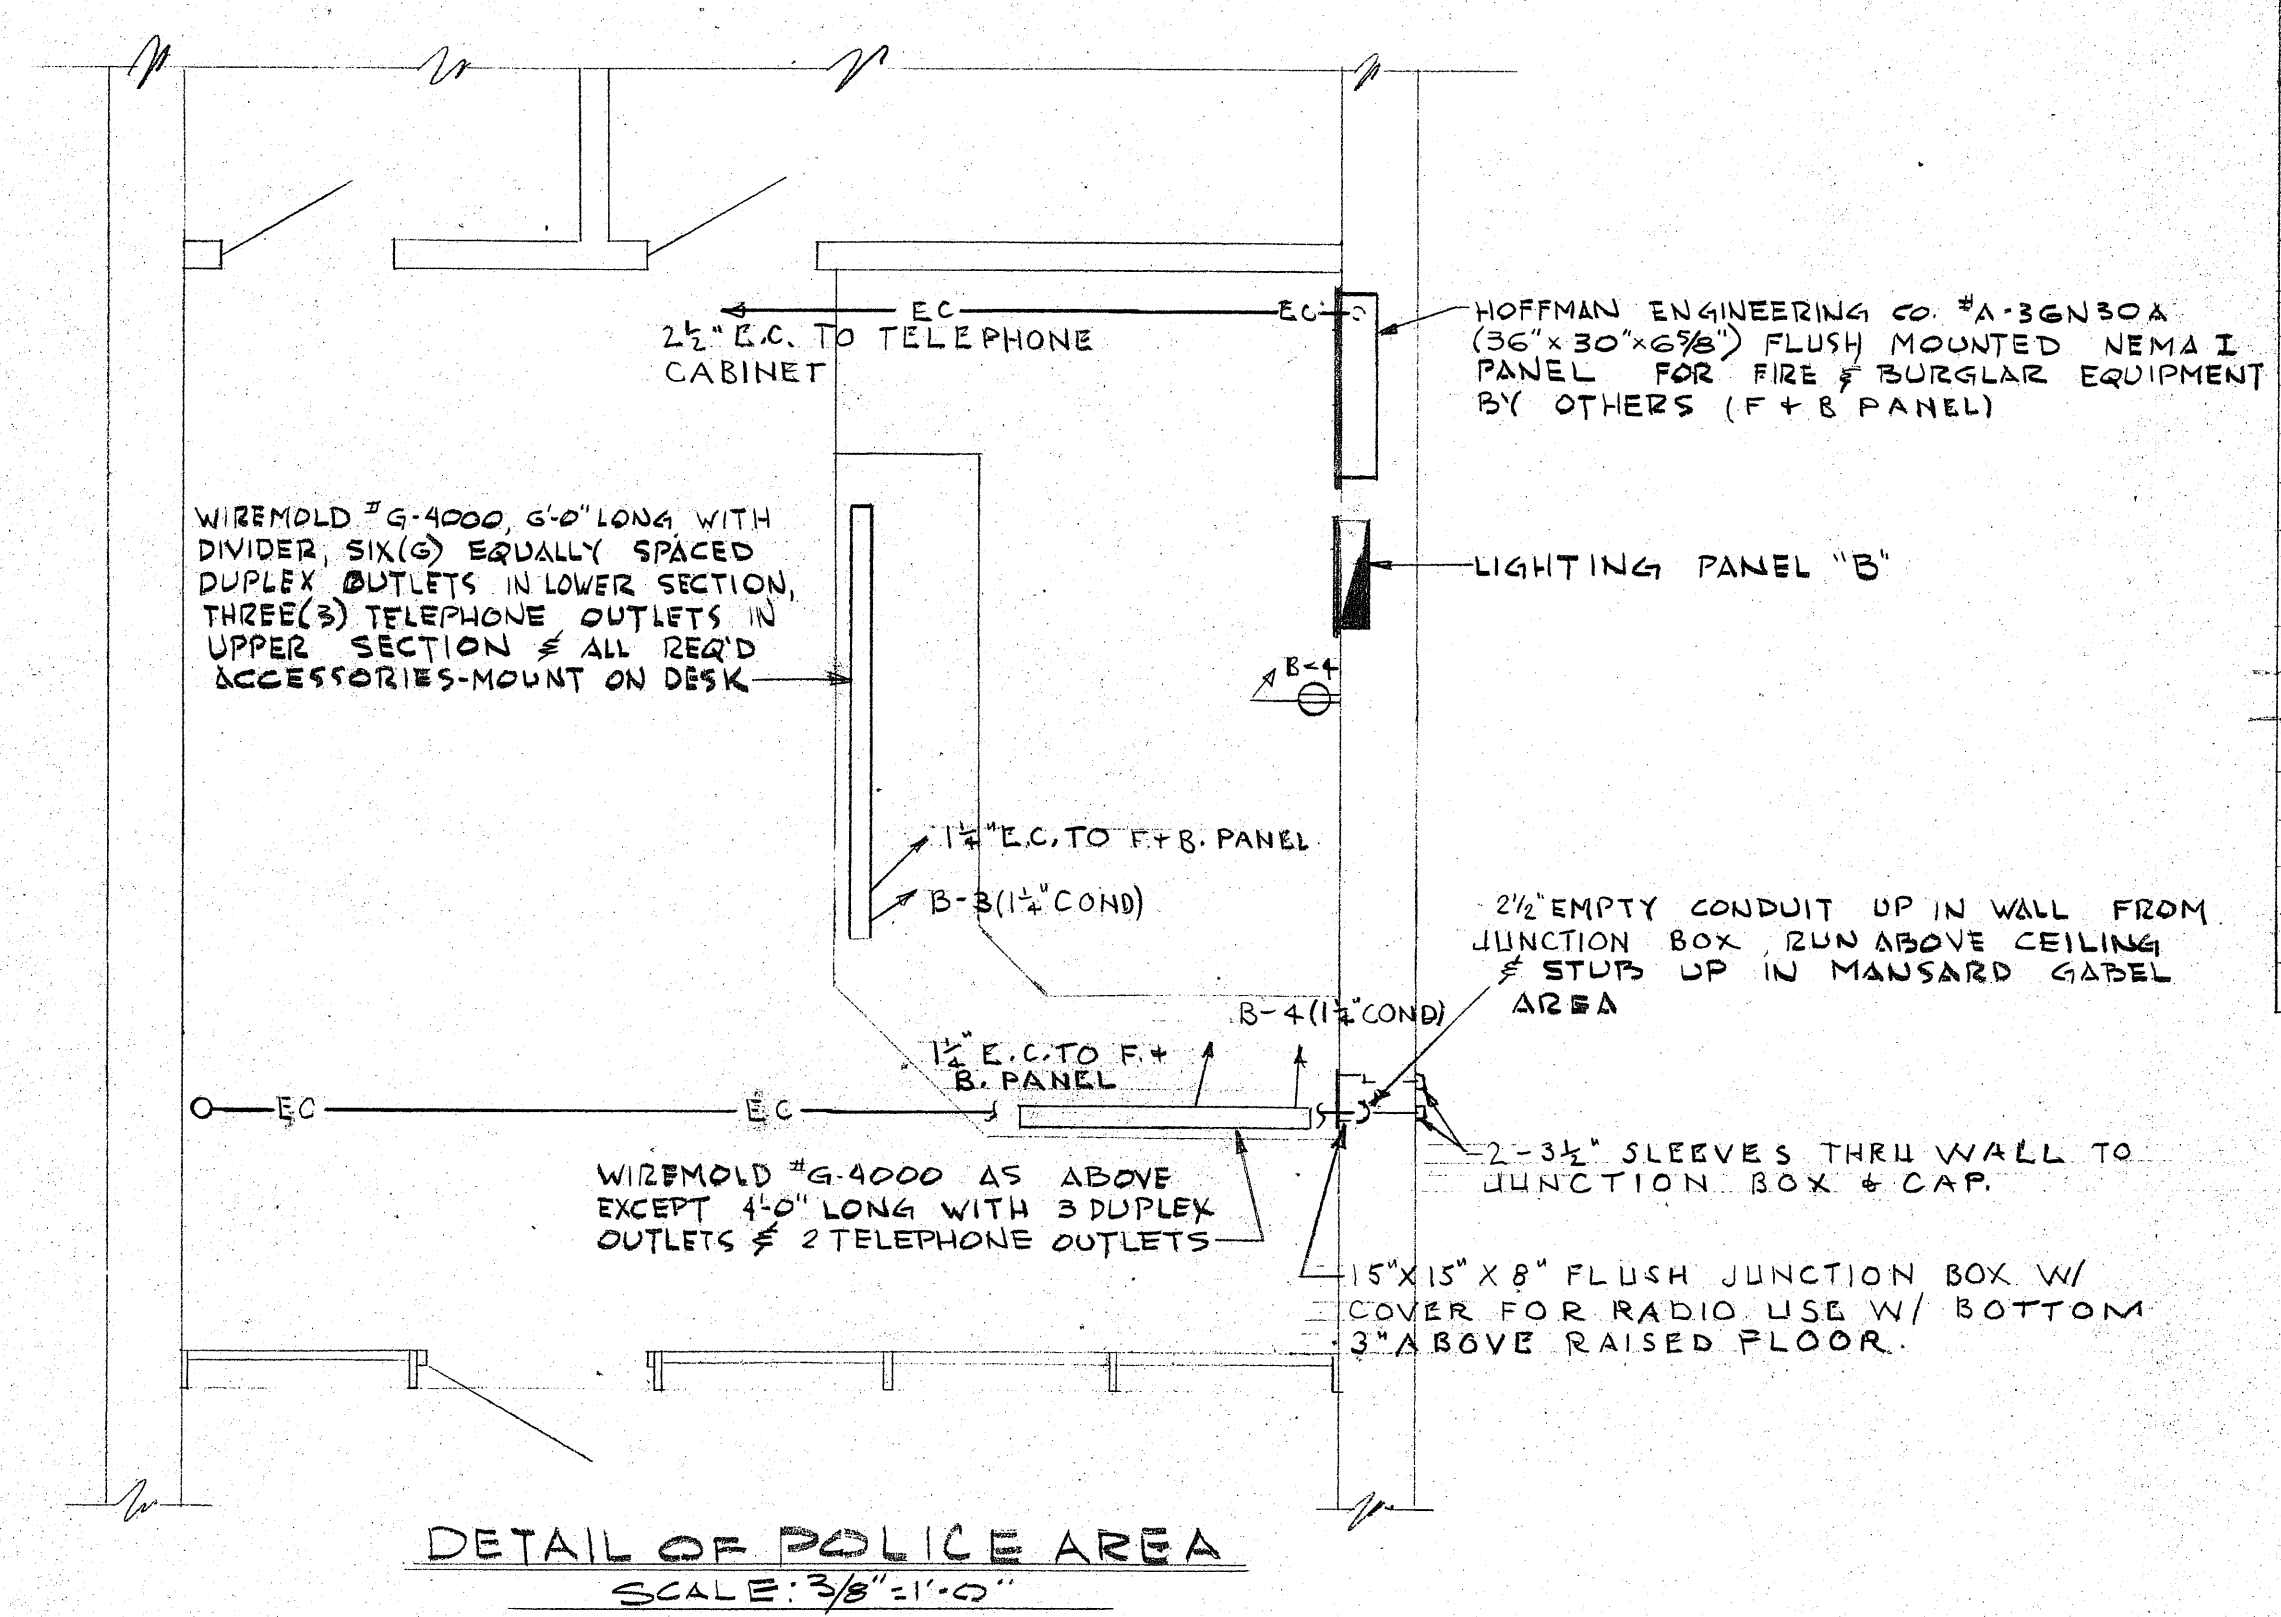 EC
EC
2½" E.C. TO TELEPHONE
CABINET
HOFFMAN ENGINEERING CO. #A-36N30A
(36"x30"x6⅝") FLUSH MOUNTED NEMA I
PANEL FOR FIRE & BURGLAR EQUIPMENT
BY OTHERS (F + B PANEL)
WIREMOLD #G-4000, 6'-0" LONG WITH
DIVIDER, SIX(6) EQUALLY SPACED
DUPLEX OUTLETS IN LOWER SECTION,
THREE(3) TELEPHONE OUTLETS IN
UPPER SECTION & ALL REQ'D
ACCESSORIES-MOUNT ON DESK
LIGHTING PANEL "B"
B-4
1¼" E.C. TO F.+ B. PANEL
B-3(1¼" COND)
2½" EMPTY CONDUIT UP IN WALL FROM
JUNCTION BOX, RUN ABOVE CEILING
& STUB UP IN MANSARD GABEL
AREA
B-4(1¼" COND)
1¼" E.C. TO F.+
B. PANEL
EC
EC
2-3½" SLEEVES THRU WALL TO
JUNCTION BOX & CAP.
WIREMOLD #G-4000 AS ABOVE
EXCEPT 4'-0" LONG WITH 3 DUPLEX
OUTLETS & 2 TELEPHONE OUTLETS
15"X15"X8" FLUSH JUNCTION BOX W/
COVER FOR RADIO USE W/ BOTTOM
3" ABOVE RAISED FLOOR.
DETAIL OF POLICE AREA
SCALE: 3/8"=1'-0"